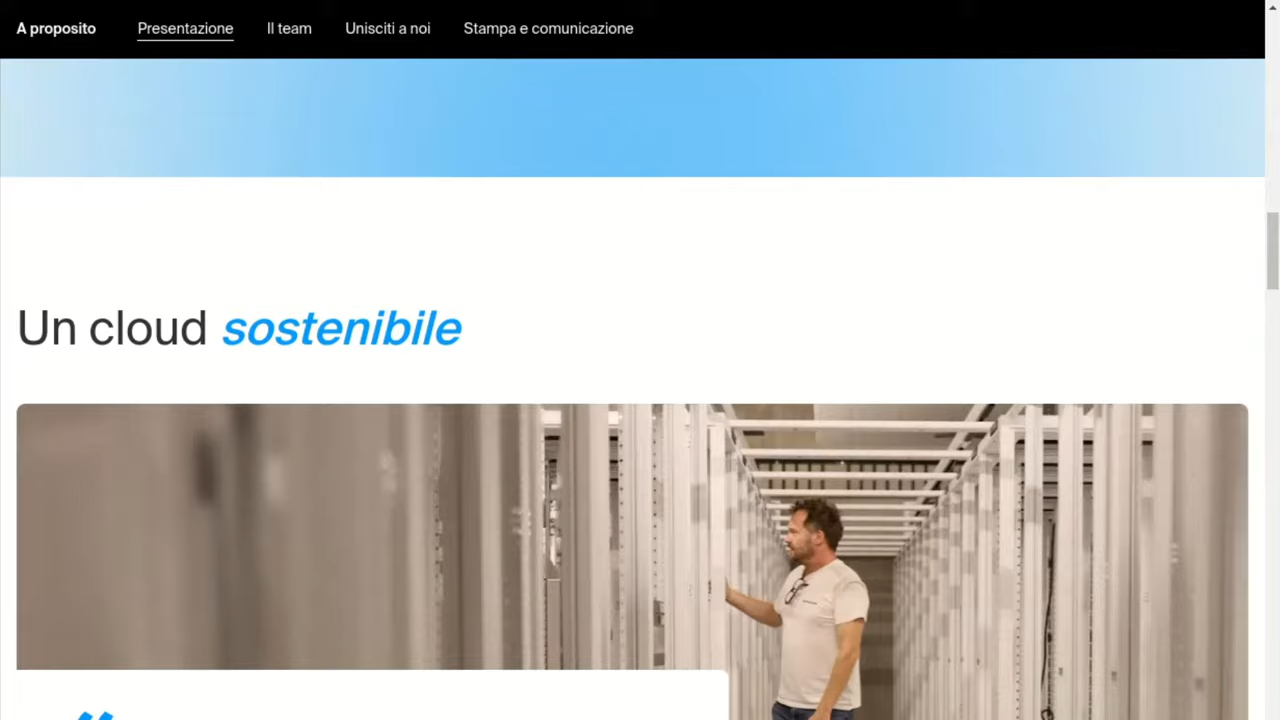 A proposito Presentazione Il team Unisciti a noi Stampa e comunicazione
Un cloud sostenibile